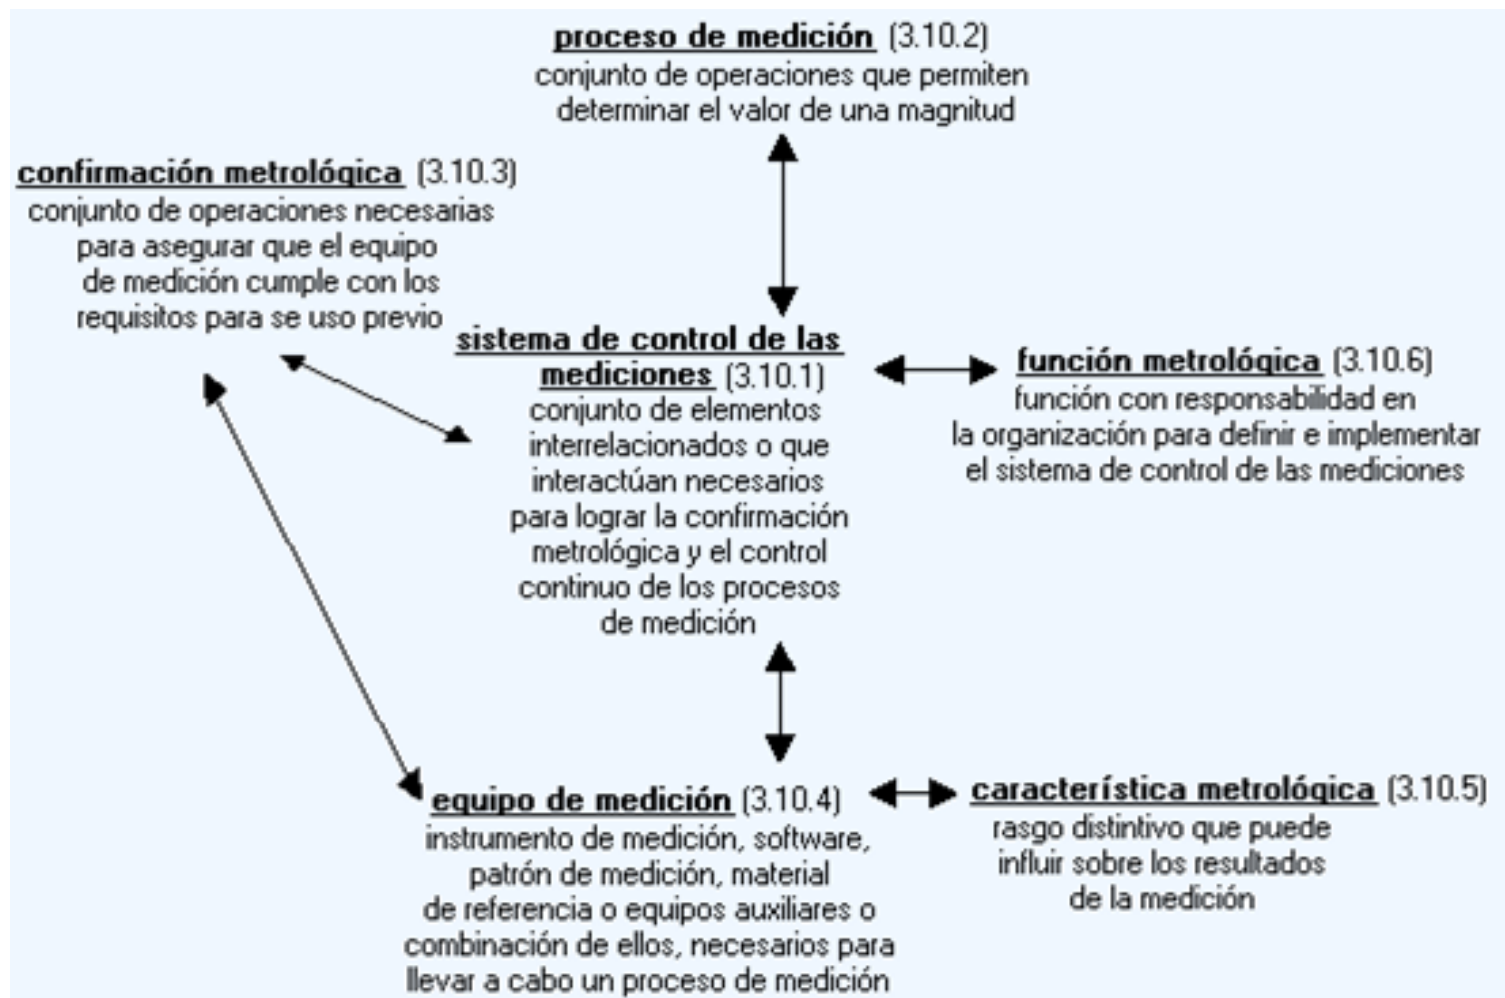 proceso de medición (3.10.2)
conjunto de operaciones que permiten
determinar el valor de una magnitud
confirmación metrológica (3.10.3)
conjunto de operaciones necesarias
para asegurar que el equipo
de medición cumple con los
requisitos para se uso previo
sistema de control de las
mediciones (3.10.1)
conjunto de elementos
interrelacionados o que
interactúan necesarios
para lograr la confirmación
metrológica y el control
continuo de los procesos
de medición
función metrológica (3.10.6)
función con responsabilidad en
la organización para definir e implementar
el sistema de control de las mediciones
equipo de medición (3.10.4)
instrumento de medición, software,
patrón de medición, material
de referencia o equipos auxiliares o
combinación de ellos, necesarios para
llevar a cabo un proceso de medición
característica metrológica (3.10.5)
rasgo distintivo que puede
influir sobre los resultados
de la medición